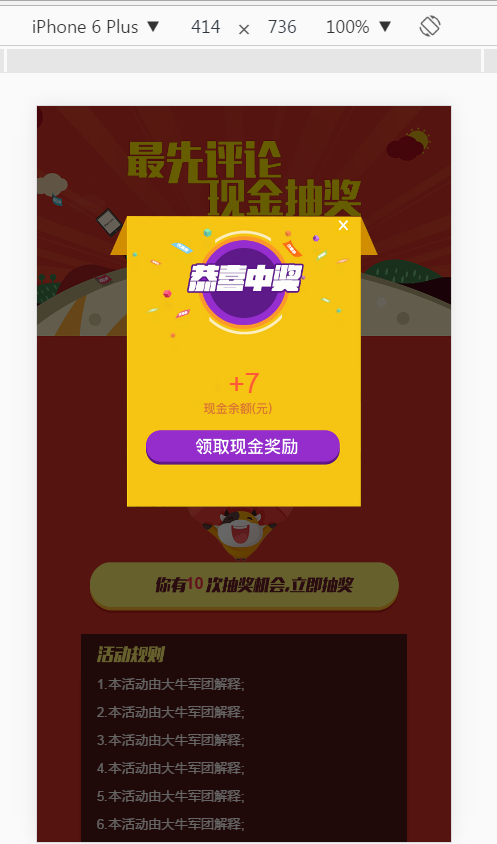 iPhone 6 Plus ▼ 414 × 736 100% ▼
最先评论
现金抽奖
×
恭喜中奖
+7
现金余额(元)
领取现金奖励
你有10次抽奖机会,立即抽奖
活动规则
1.本活动由大牛军团解释;
2.本活动由大牛军团解释;
3.本活动由大牛军团解释;
4.本活动由大牛军团解释;
5.本活动由大牛军团解释;
6.本活动由大牛军团解释;